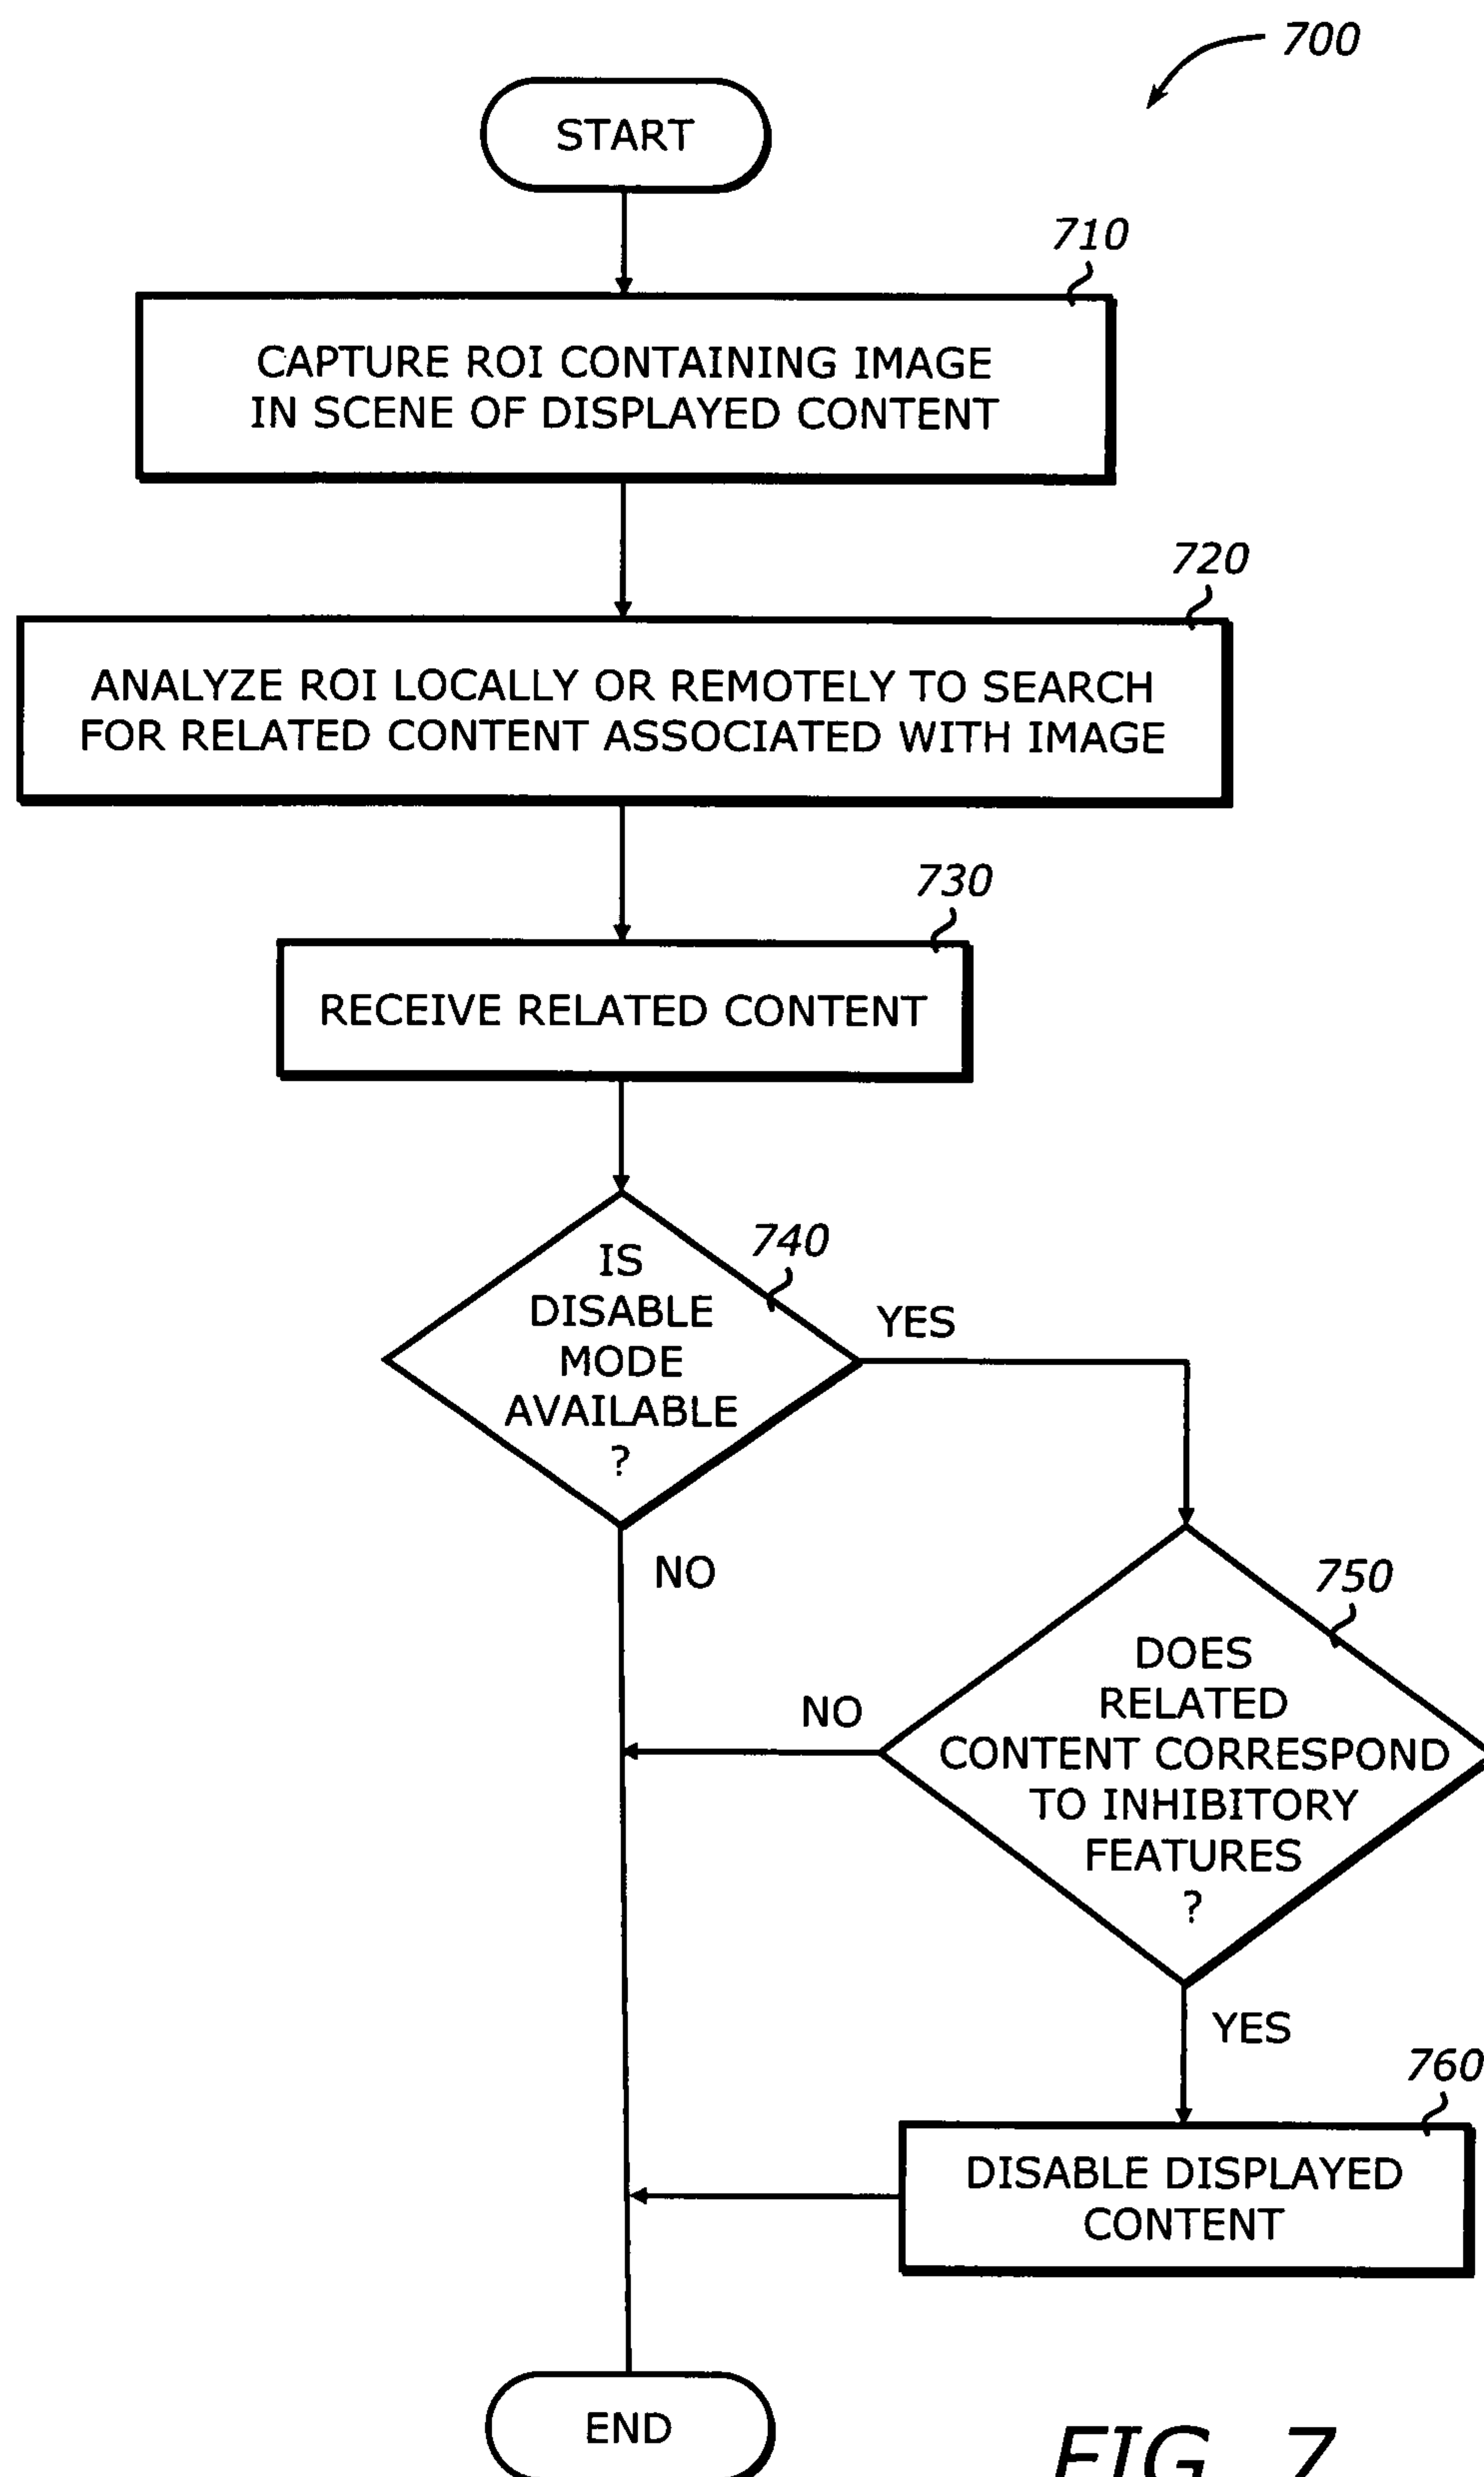 700
START
710
CAPTURE ROI CONTAINING IMAGE
IN SCENE OF DISPLAYED CONTENT
720
ANALYZE ROI LOCALLY OR REMOTELY TO SEARCH
FOR RELATED CONTENT ASSOCIATED WITH IMAGE
730
RECEIVE RELATED CONTENT
740
IS
DISABLE
MODE
AVAILABLE
?
YES
NO
750
DOES
RELATED
CONTENT CORRESPOND
TO INHIBITORY
FEATURES
?
NO
YES
760
DISABLE DISPLAYED
CONTENT
END
FIG. 7